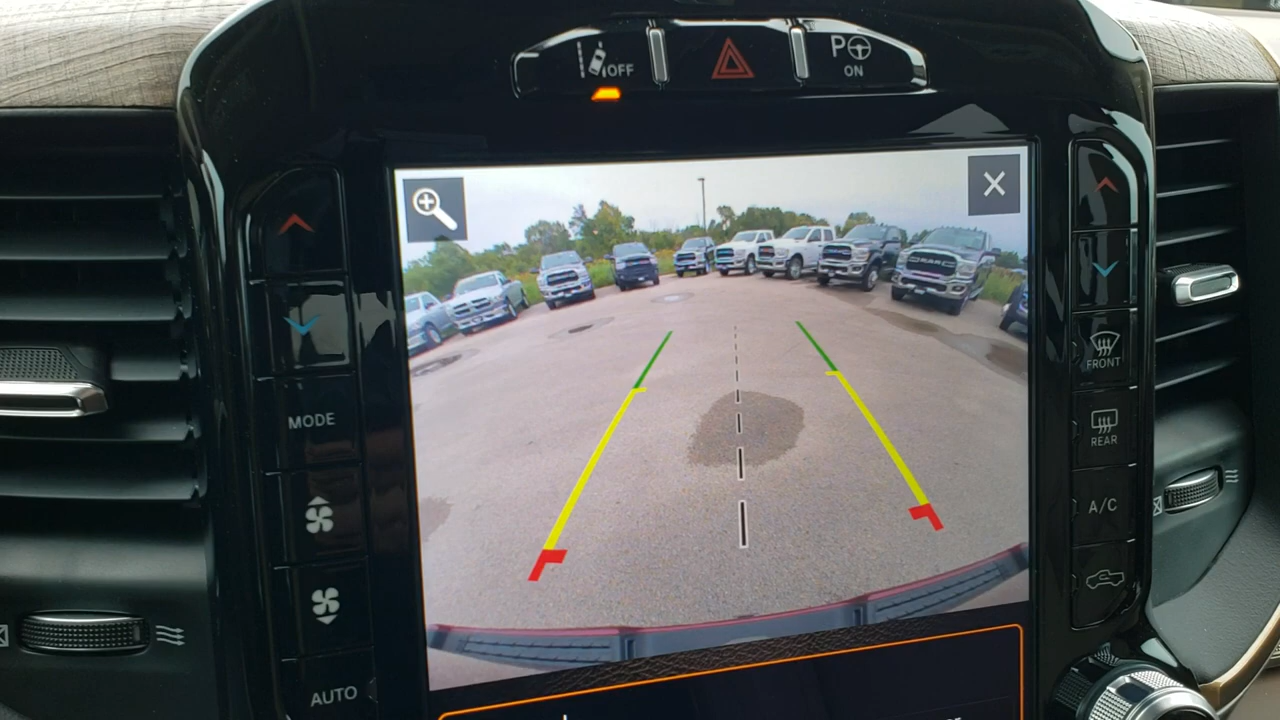 OFF
P
ON
MODE
AUTO
RAM
FRONT
REAR
A/C